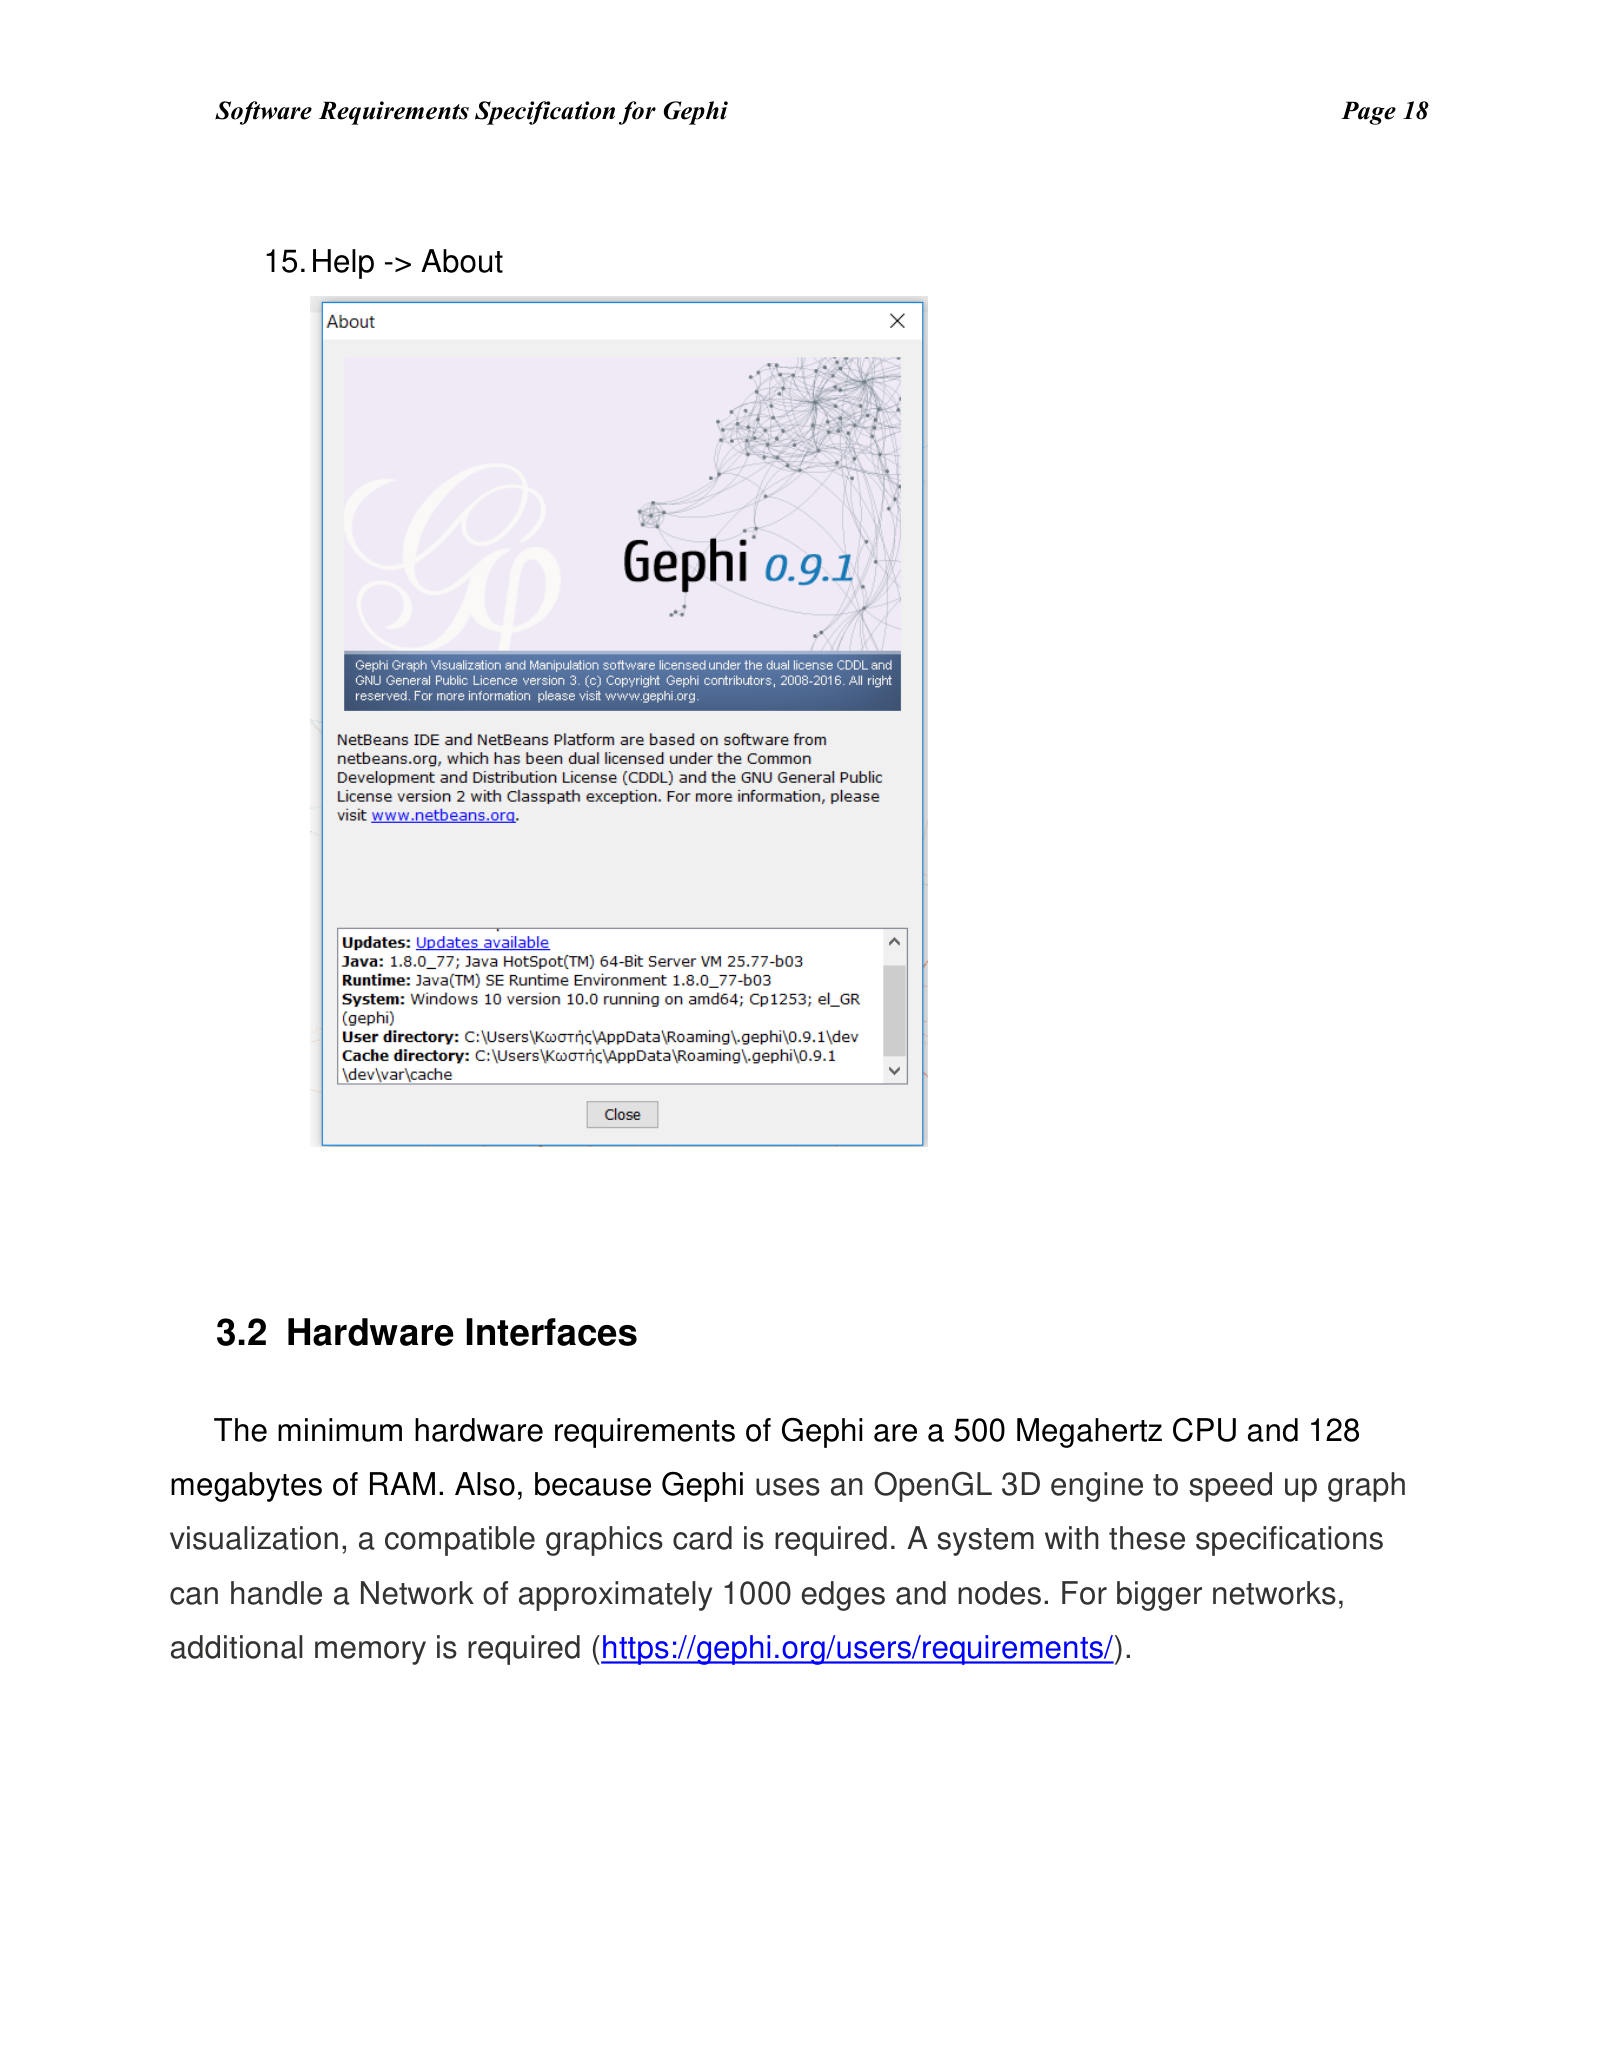 Software Requirements Specification for Gephi Page 18
15. Help -> About
About
Gephi 0.9.1
Gephi Graph Visualization and Manipulation software licensed under the dual license CDDL and
GNU General Public Licence version 3. (c) Copyright Gephi contributors, 2008-2016. All right
reserved. For more information please visit www.gephi.org.
NetBeans IDE and NetBeans Platform are based on software from
netbeans.org, which has been dual licensed under the Common
Development and Distribution License (CDDL) and the GNU General Public
License version 2 with Classpath exception. For more information, please
visit www.netbeans.org.
Updates: Updates available
Java: 1.8.0_77; Java HotSpot(TM) 64-Bit Server VM 25.77-b03
Runtime: Java(TM) SE Runtime Environment 1.8.0_77-b03
System: Windows 10 version 10.0 running on amd64; Cp1253; el_GR
(gephi)
User directory: C:\Users\Κωστής\AppData\Roaming\.gephi\0.9.1\dev
Cache directory: C:\Users\Κωστής\AppData\Roaming\.gephi\0.9.1
\dev\var\cache
Close
3.2 Hardware Interfaces
The minimum hardware requirements of Gephi are a 500 Megahertz CPU and 128
megabytes of RAM. Also, because Gephi uses an OpenGL 3D engine to speed up graph
visualization, a compatible graphics card is required. A system with these specifications
can handle a Network of approximately 1000 edges and nodes. For bigger networks,
additional memory is required (https://gephi.org/users/requirements/).